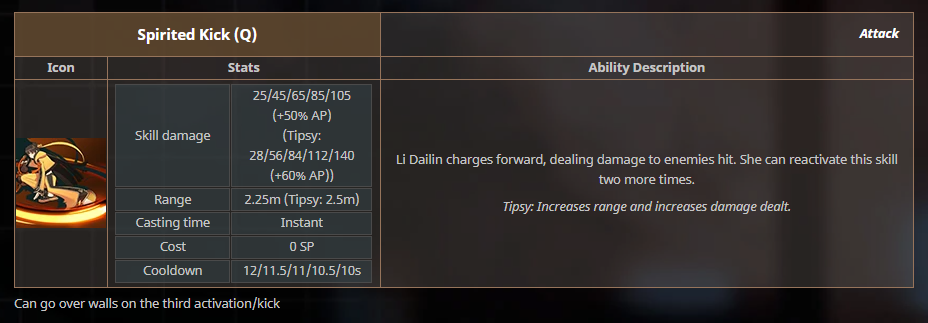 Spirited Kick (Q)
Attack
Icon
Stats
Ability Description
Skill damage
25/45/65/85/105
(+50% AP)
(Tipsy:
28/56/84/112/140
(+60% AP))
Range
2.25m (Tipsy: 2.5m)
Casting time
Instant
Cost
0 SP
Cooldown
12/11.5/11/10.5/10s
Li Dailin charges forward, dealing damage to enemies hit. She can reactivate this skill
two more times.
Tipsy: Increases range and increases damage dealt.
Can go over walls on the third activation/kick